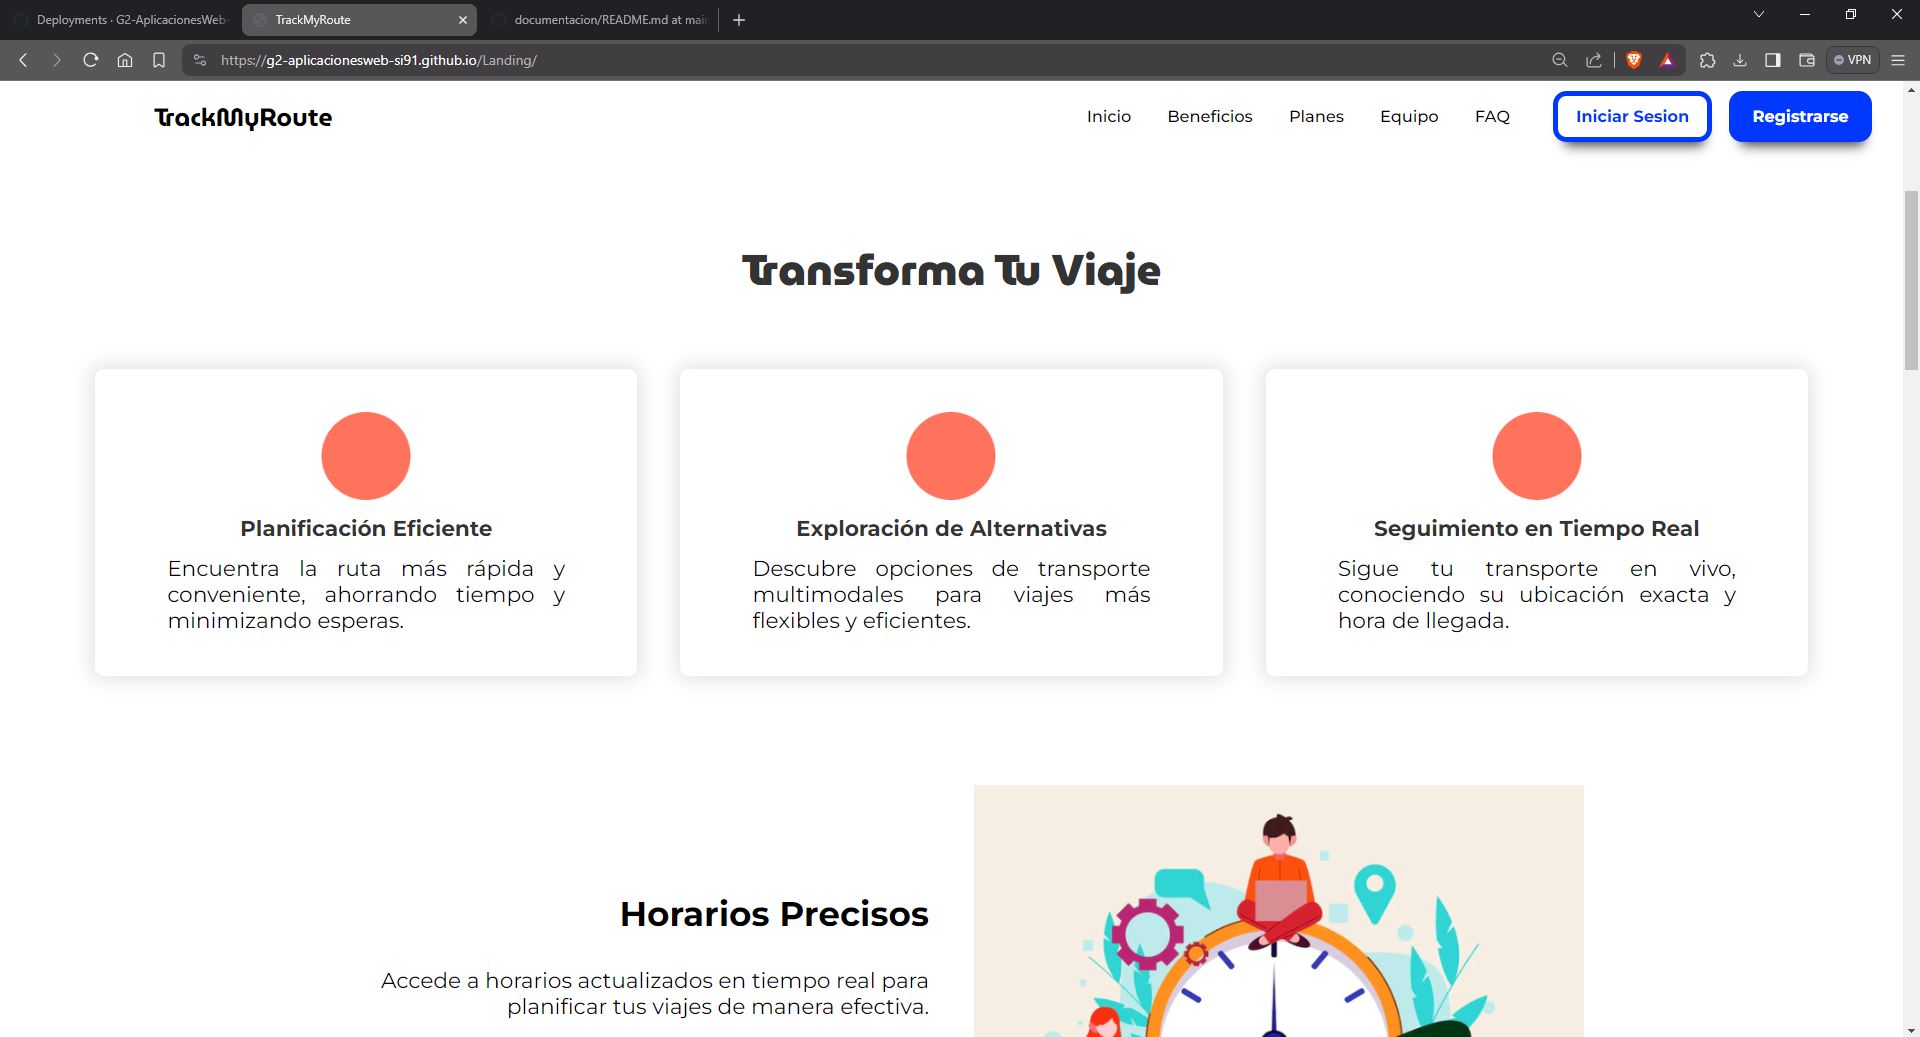 Deployments · G2-AplicacionesWeb-
TrackMyRoute
documentacion/README.md at main
https://g2-aplicacionesweb-si91.github.io/Landing/
VPN
TrackMyRoute
Inicio
Beneficios
Planes
Equipo
FAQ
Iniciar Sesion
Registrarse
Transforma Tu Viaje
Planificación Eficiente
Encuentra la ruta más rápida y
conveniente, ahorrando tiempo y
minimizando esperas.
Exploración de Alternativas
Descubre opciones de transporte
multimodales para viajes más
flexibles y eficientes.
Seguimiento en Tiempo Real
Sigue tu transporte en vivo,
conociendo su ubicación exacta y
hora de llegada.
Horarios Precisos
Accede a horarios actualizados en tiempo real para
planificar tus viajes de manera efectiva.